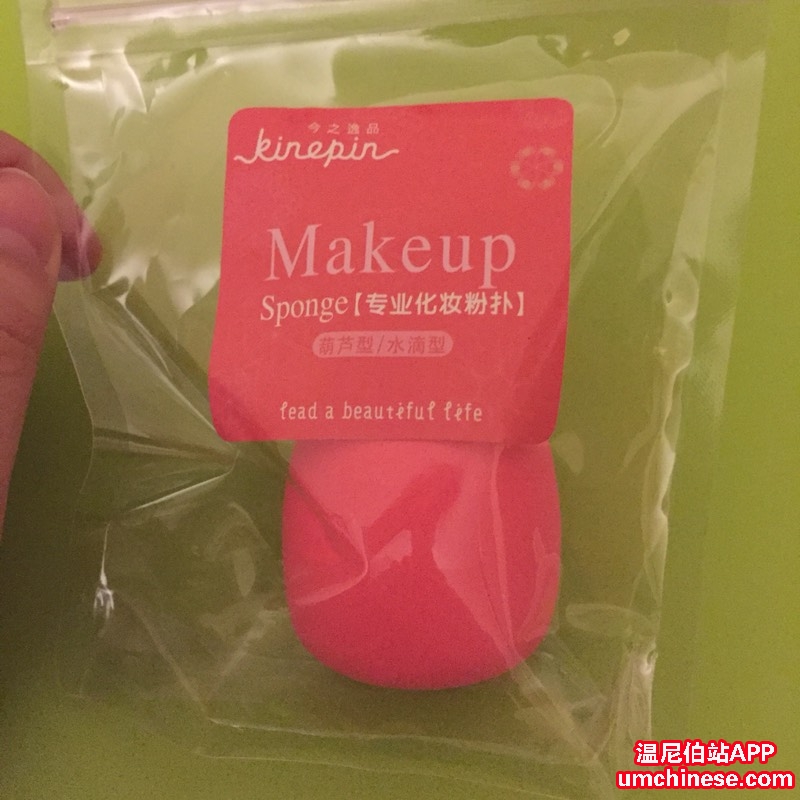 今之逸品
kinepin
Makeup
Sponge【专业化妆粉扑】
葫芦型/水滴型
lead a beautiful life
温尼伯站APP
umchinese.com